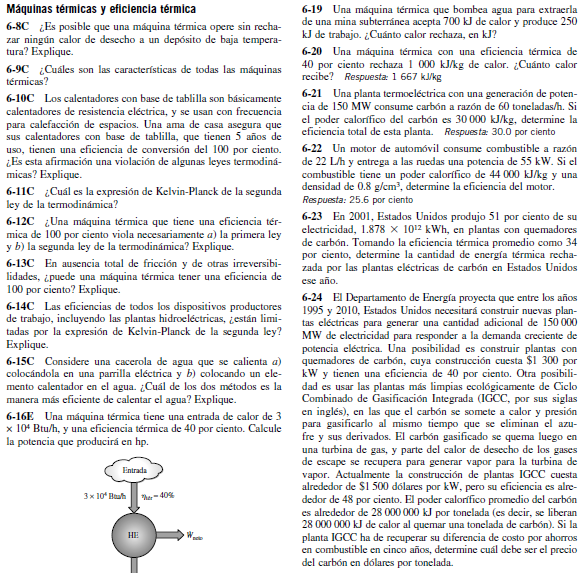 Máquinas térmicas y eficiencia térmica
6-8C ¿Es posible que una máquina térmica opere sin recha-
zar ningún calor de desecho a un depósito de baja tempera-
tura? Explique.
6-9C ¿Cuáles son las características de todas las máquinas
térmicas?
6-10C Los calentadores con base de tablilla son básicamente
calentadores de resistencia eléctrica, y se usan con frecuencia
para calefacción de espacios. Una ama de casa asegura que
sus calentadores con base de tablilla, que tienen 5 años de
uso, tienen una eficiencia de conversión del 100 por ciento.
¿Es esta afirmación una violación de algunas leyes termodiná-
micas? Explique.
6-11C ¿Cuál es la expresión de Kelvin-Planck de la segunda
ley de la termodinámica?
6-12C ¿Una máquina térmica que tiene una eficiencia tér-
mica de 100 por ciento viola necesariamente a) la primera ley
y b) la segunda ley de la termodinámica? Explique.
6-13C En ausencia total de fricción y de otras irreversibi-
lidades, ¿puede una máquina térmica tener una eficiencia de
100 por ciento? Explique.
6-14C Las eficiencias de todos los dispositivos productores
de trabajo, incluyendo las plantas hidroeléctricas, ¿están limi-
tadas por la expresión de Kelvin-Planck de la segunda ley?
Explique.
6-15C Considere una cacerola de agua que se calienta a)
colocándola en una parrilla eléctrica y b) colocando un ele-
mento calentador en el agua. ¿Cuál de los dos métodos es la
manera más eficiente de calentar el agua? Explique.
6-16E Una máquina térmica tiene una entrada de calor de 3
× 10⁴ Btu/h, y una eficiencia térmica de 40 por ciento. Calcule
la potencia que producirá en hp.
Entrada
3 × 10⁴ Btu/h ηtér = 40%
HE
Wneto
6-19 Una máquina térmica que bombea agua para extraerla
de una mina subterránea acepta 700 kJ de calor y produce 250
kJ de trabajo. ¿Cuánto calor rechaza, en kJ?
6-20 Una máquina térmica con una eficiencia térmica de
40 por ciento rechaza 1 000 kJ/kg de calor. ¿Cuánto calor
recibe? Respuesta: 1 667 kJ/kg
6-21 Una planta termoeléctrica con una generación de poten-
cia de 150 MW consume carbón a razón de 60 toneladas/h. Si
el poder calorífico del carbón es 30 000 kJ/kg, determine la
eficiencia total de esta planta. Respuesta: 30.0 por ciento
6-22 Un motor de automóvil consume combustible a razón
de 22 L/h y entrega a las ruedas una potencia de 55 kW. Si el
combustible tiene un poder calorífico de 44 000 kJ/kg y una
densidad de 0.8 g/cm³, determine la eficiencia del motor.
Respuesta: 25.6 por ciento
6-23 En 2001, Estados Unidos produjo 51 por ciento de su
electricidad, 1.878 × 10¹² kWh, en plantas con quemadores
de carbón. Tomando la eficiencia térmica promedio como 34
por ciento, determine la cantidad de energía térmica recha-
zada por las plantas eléctricas de carbón en Estados Unidos
ese año.
6-24 El Departamento de Energía proyecta que entre los años
1995 y 2010, Estados Unidos necesitará construir nuevas plan-
tas eléctricas para generar una cantidad adicional de 150 000
MW de electricidad para responder a la demanda creciente de
potencia eléctrica. Una posibilidad es construir plantas con
quemadores de carbón, cuya construcción cuesta $1 300 por
kW y tienen una eficiencia de 40 por ciento. Otra posibili-
dad es usar las plantas más limpias ecológicamente de Ciclo
Combinado de Gasificación Integrada (IGCC, por sus siglas
en inglés), en las que el carbón se somete a calor y presión
para gasificarlo al mismo tiempo que se eliminan el azu-
fre y sus derivados. El carbón gasificado se quema luego en
una turbina de gas, y parte del calor de desecho de los gases
de escape se recupera para generar vapor para la turbina de
vapor. Actualmente la construcción de plantas IGCC cuesta
alrededor de $1 500 dólares por kW, pero su eficiencia es alre-
dedor de 48 por ciento. El poder calorífico promedio del carbón
es alrededor de 28 000 000 kJ por tonelada (es decir, se liberan
28 000 000 kJ de calor al quemar una tonelada de carbón). Si la
planta IGCC ha de recuperar su diferencia de costo por ahorros
en combustible en cinco años, determine cuál debe ser el precio
del carbón en dólares por tonelada.